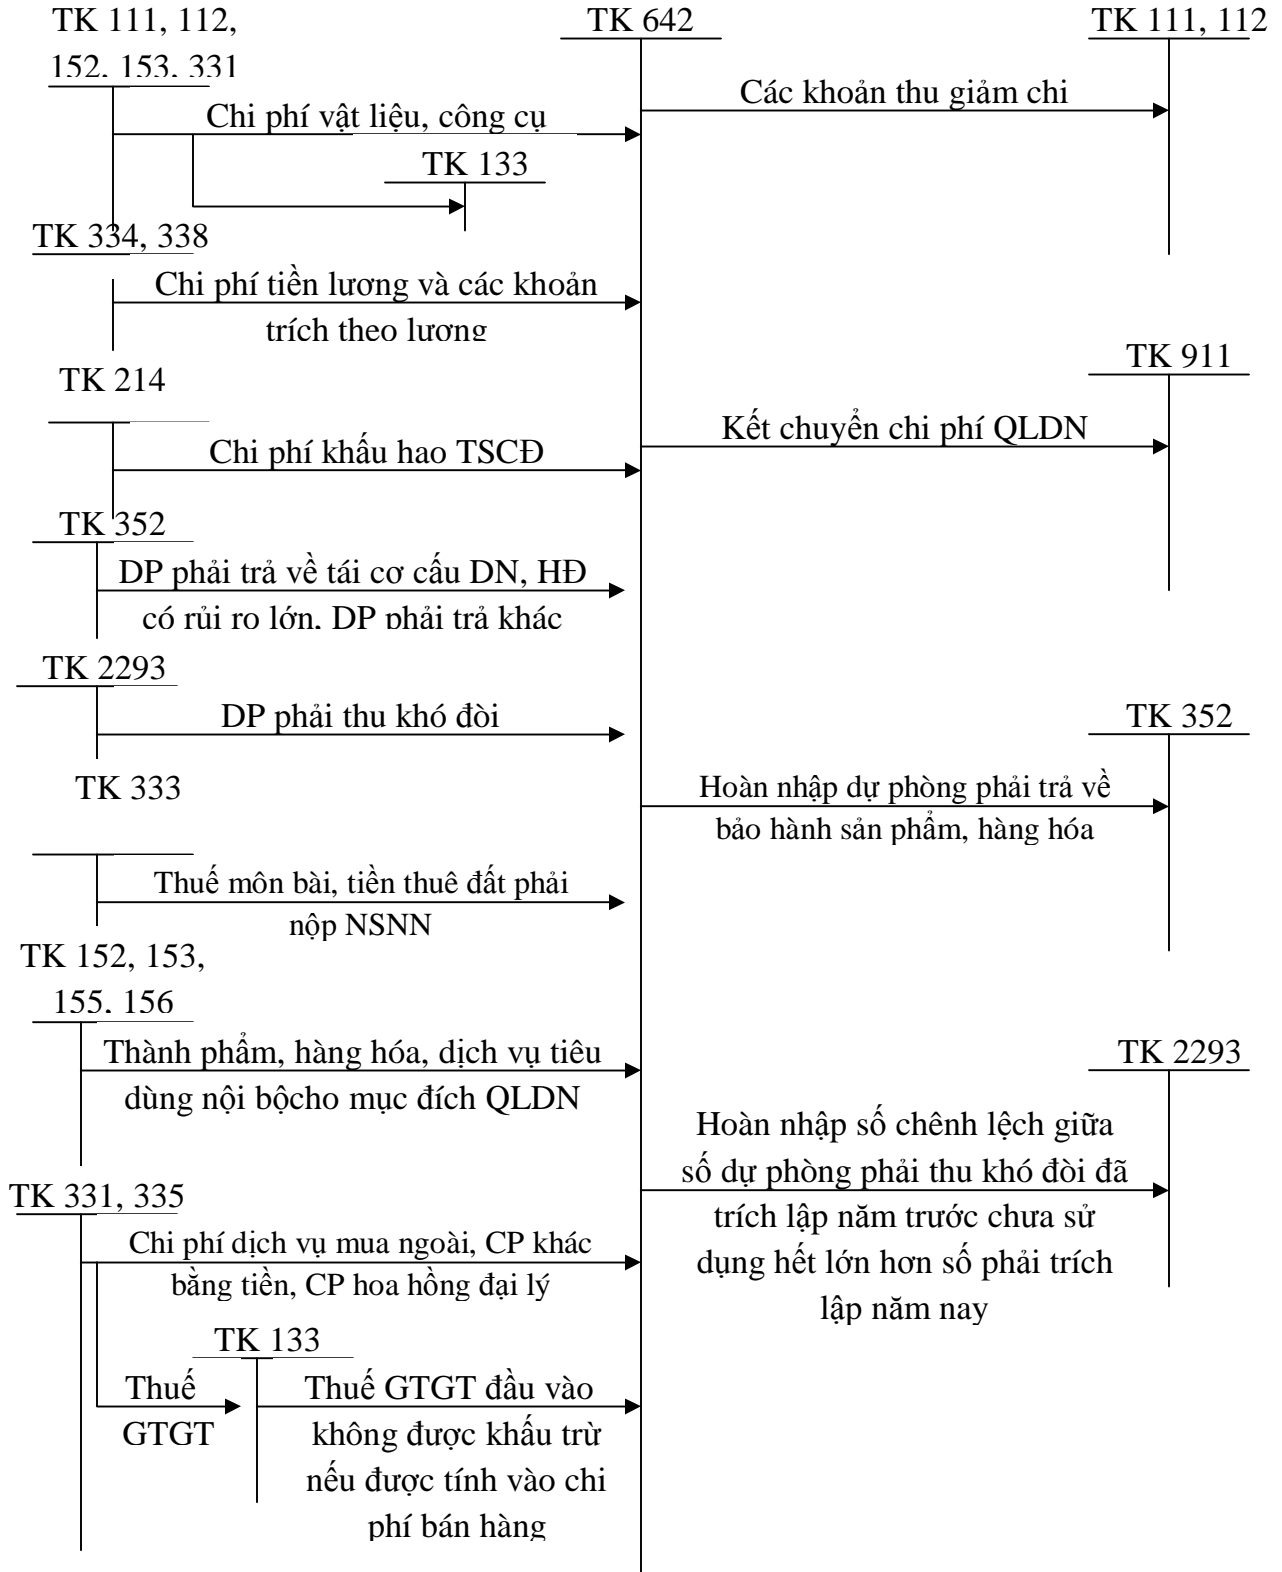 TK 111, 112,
152, 153, 331
TK 642
TK 111, 112
Chi phí vật liệu, công cụ
Các khoản thu giảm chi
TK 133
TK 334, 338
Chi phí tiền lương và các khoản
trích theo lương
TK 911
TK 214
Kết chuyển chi phí QLDN
Chi phí khấu hao TSCĐ
TK 352
DP phải trả về tái cơ cấu DN, HĐ
có rủi ro lớn, DP phải trả khác
TK 2293
DP phải thu khó đòi
TK 352
TK 333
Hoàn nhập dự phòng phải trả về
bảo hành sản phẩm, hàng hóa
Thuế môn bài, tiền thuê đất phải
nộp NSNN
TK 152, 153,
155, 156
Thành phẩm, hàng hóa, dịch vụ tiêu
dùng nội bộcho mục đích QLDN
TK 2293
Hoàn nhập số chênh lệch giữa
số dự phòng phải thu khó đòi đã
trích lập năm trước chưa sử
dụng hết lớn hơn số phải trích
lập năm nay
TK 331, 335
Chi phí dịch vụ mua ngoài, CP khác
bằng tiền, CP hoa hồng đại lý
TK 133
Thuế
GTGT
Thuế GTGT đầu vào
không được khấu trừ
nếu được tính vào chi
phí bán hàng